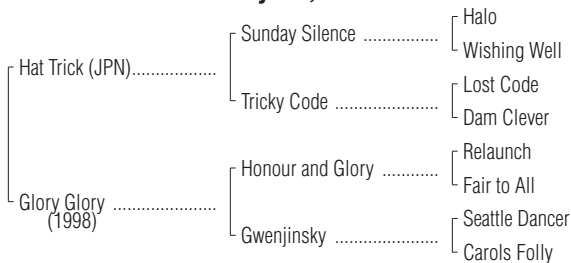 Halo
Sunday Silence ................
Wishing Well
Hat Trick (JPN)..................
Lost Code
Tricky Code ......................
Dam Clever
Relaunch
Honour and Glory ............
Fair to All
Glory Glory ......................
(1998)
Seattle Dancer
Gwenjinsky ......................
Carols Folly